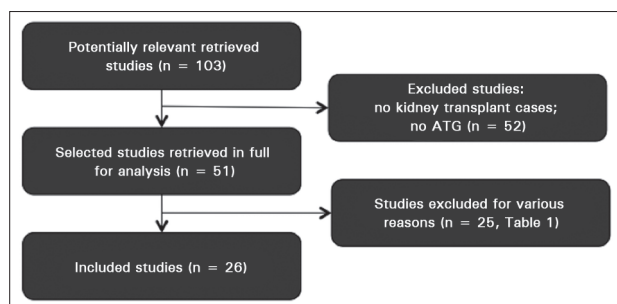 Potentially relevant retrieved
studies (n = 103)
Excluded studies:
no kidney transplant cases;
no ATG (n = 52)
Selected studies retrieved in full
for analysis (n = 51)
Studies excluded for various
reasons (n = 25, Table 1)
Included studies (n = 26)